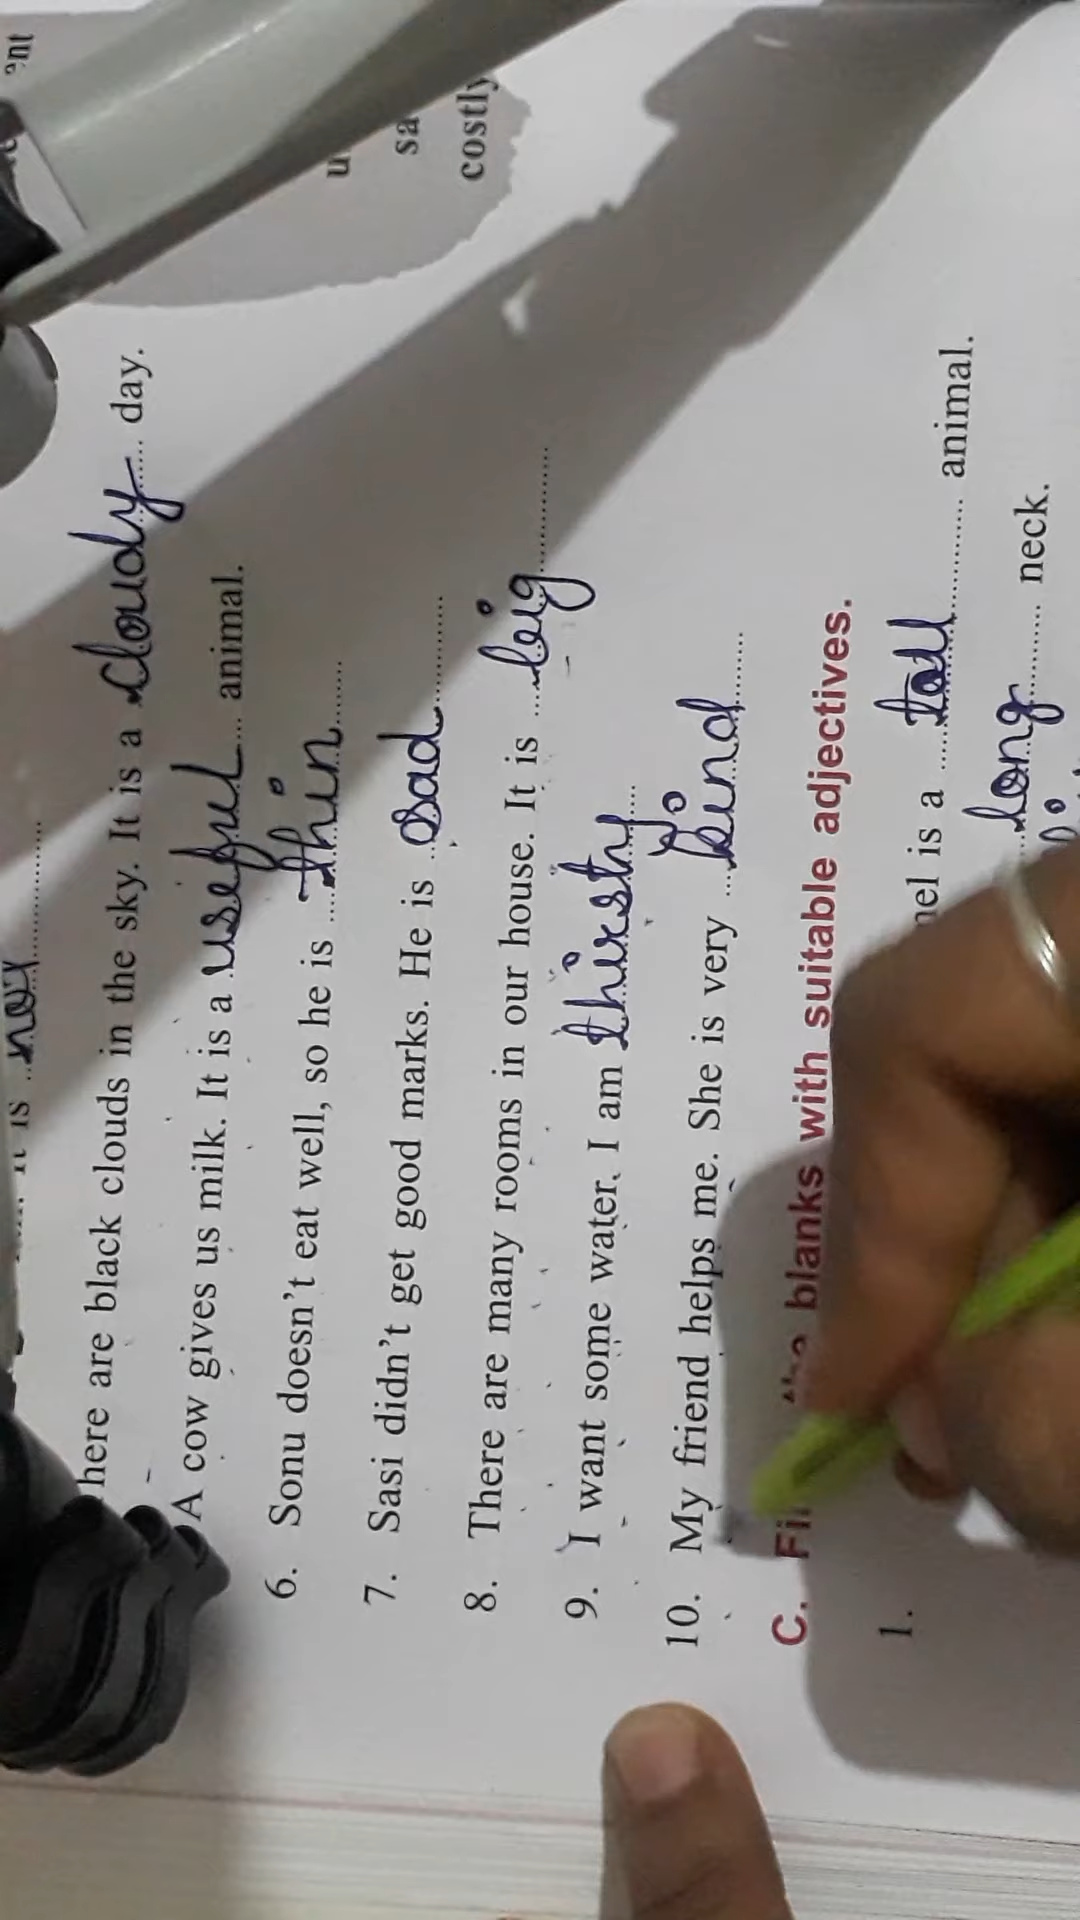 ent
u
sa
costly
It is hot
here are black clouds in the sky. It is a cloudy day.
A cow gives us milk. It is a useful animal.
6. Sonu doesn't eat well, so he is thin
7. Sasi didn't get good marks. He is sad
8. There are many rooms in our house. It is big
9. I want some water. I am thirsty
10. My friend helps me. She is very kind
C. Fill the blanks with suitable adjectives.
1. mel is a tall animal.
long neck.